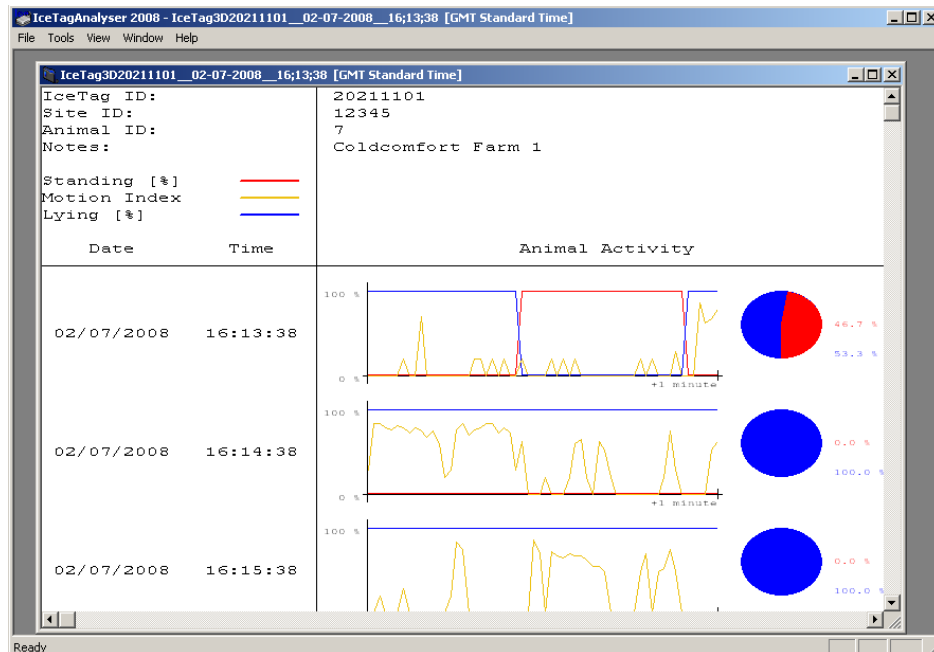 IceTagAnalyser 2008 - IceTag3D20211101__02-07-2008__16;13;38 [GMT Standard Time]
File Tools View Window Help
IceTag3D20211101__02-07-2008__16;13;38 [GMT Standard Time]
IceTag ID: 20211101
Site ID: 12345
Animal ID: 7
Notes: Coldcomfort Farm 1
Standing [%]
Motion Index
Lying [%]
Date Time Animal Activity
100 %
02/07/2008 16:13:38 46.7 %
53.3 %
0 % +1 minute
100 %
02/07/2008 16:14:38 0.0 %
100.0 %
0 % +1 minute
100 %
02/07/2008 16:15:38 0.0 %
100.0 %
Ready